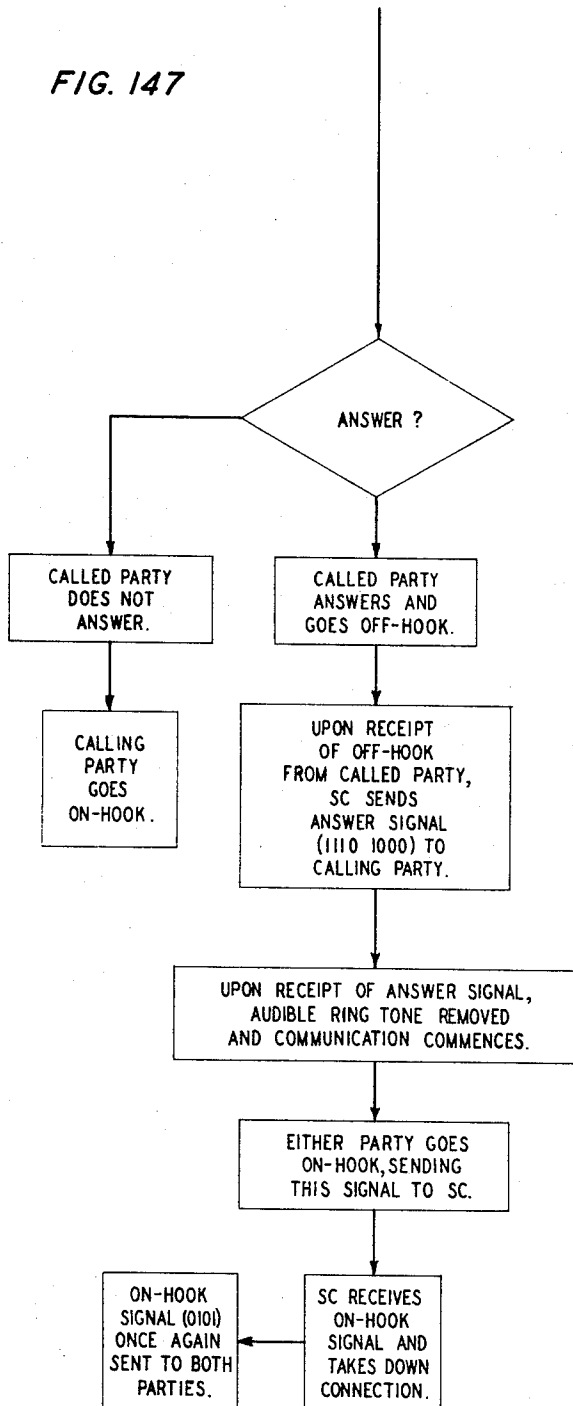 FIG. 147
ANSWER ?
CALLED PARTY
DOES NOT
ANSWER.
CALLING
PARTY
GOES
ON-HOOK.
CALLED PARTY
ANSWERS AND
GOES OFF-HOOK.
UPON RECEIPT
OF OFF-HOOK
FROM CALLED PARTY,
SC SENDS
ANSWER SIGNAL
(1110 1000) TO
CALLING PARTY.
UPON RECEIPT OF ANSWER SIGNAL,
AUDIBLE RING TONE REMOVED
AND COMMUNICATION COMMENCES.
EITHER PARTY GOES
ON-HOOK, SENDING
THIS SIGNAL TO SC.
SC RECEIVES
ON-HOOK
SIGNAL AND
TAKES DOWN
CONNECTION.
ON-HOOK
SIGNAL (0101)
ONCE AGAIN
SENT TO BOTH
PARTIES.